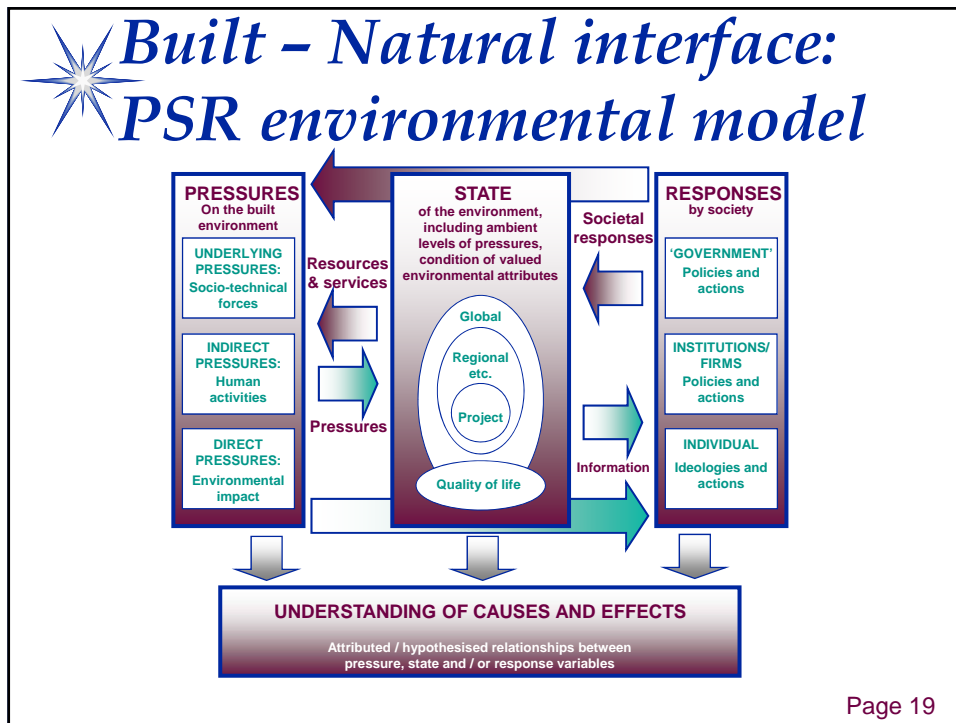 Built – Natural interface:
PSR environmental model
PRESSURES
On the built
environment
UNDERLYING
PRESSURES:
Socio-technical
forces
INDIRECT
PRESSURES:
Human
activities
DIRECT
PRESSURES:
Environmental
impact
Resources
& services
Pressures
STATE
of the environment,
including ambient
levels of pressures,
condition of valued
environmental attributes
Global
Regional
etc.
Project
Quality of life
Societal
responses
Information
RESPONSES
by society
‘GOVERNMENT’
Policies and
actions
INSTITUTIONS/
FIRMS
Policies and
actions
INDIVIDUAL
Ideologies and
actions
UNDERSTANDING OF CAUSES AND EFFECTS
Attributed / hypothesised relationships between
pressure, state and / or response variables
Page 19